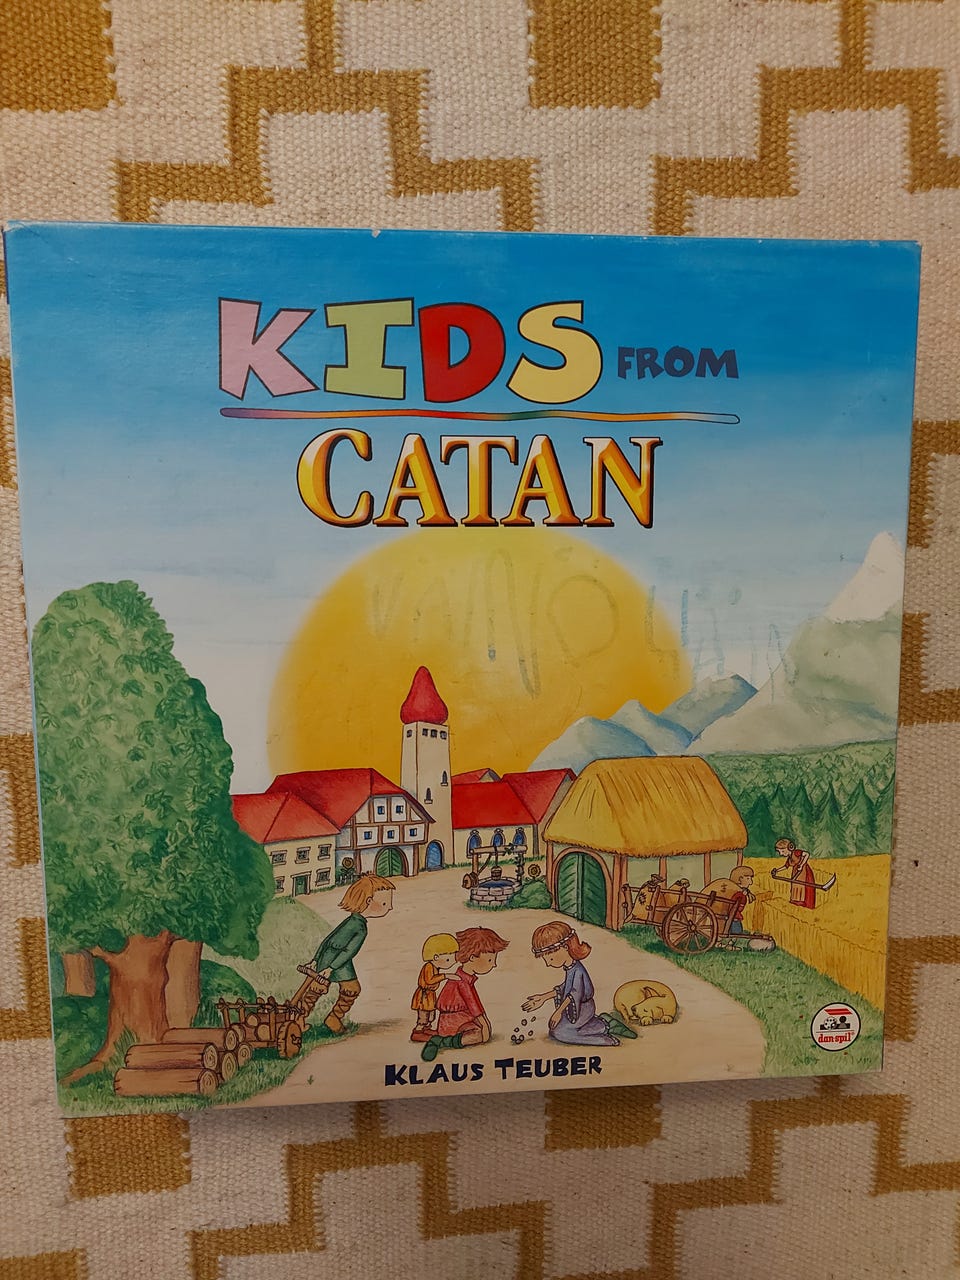 KIDS FROM
CATAN
KLAUS TEUBER
dan spil